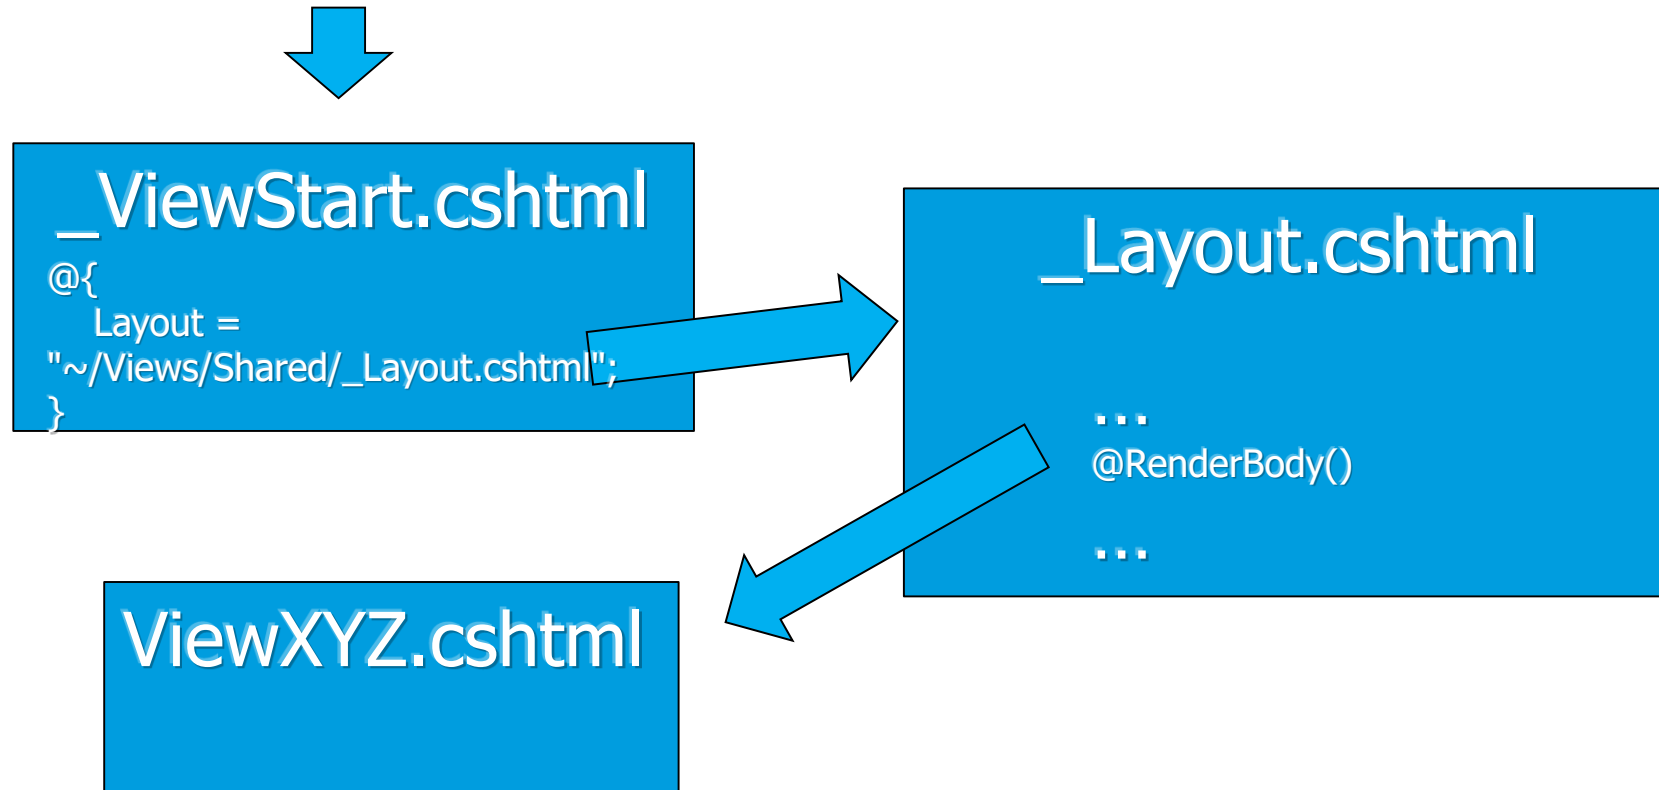 _ViewStart.cshtml
@{
Layout =
"~/Views/Shared/_Layout.cshtml";
}
_Layout.cshtml
...
@RenderBody()
...
ViewXYZ.cshtml